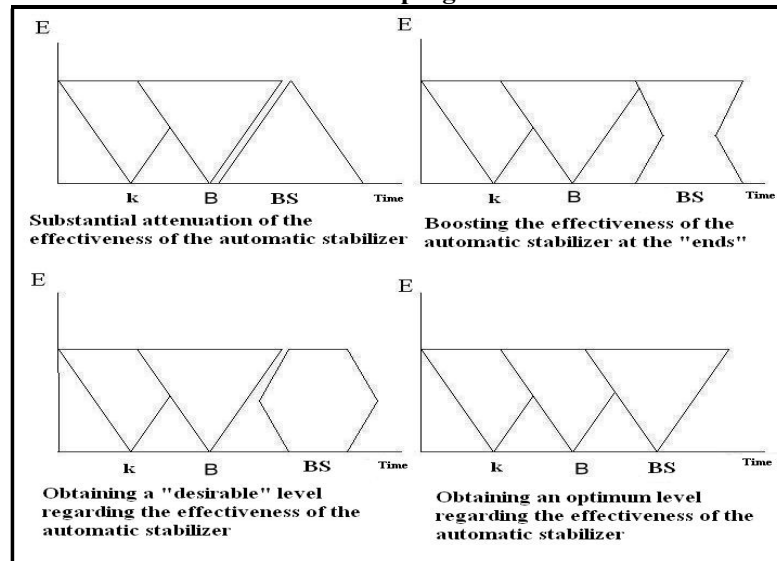 E
k B BS Time
Substantial attenuation of the
effectiveness of the automatic stabilizer
E
k B BS Time
Boosting the effectiveness of the
automatic stabilizer at the "ends"
E
k B BS Time
Obtaining a "desirable" level
regarding the effectiveness of the
automatic stabilizer
E
k B BS Time
Obtaining an optimum level
regarding the effectiveness of the
automatic stabilizer